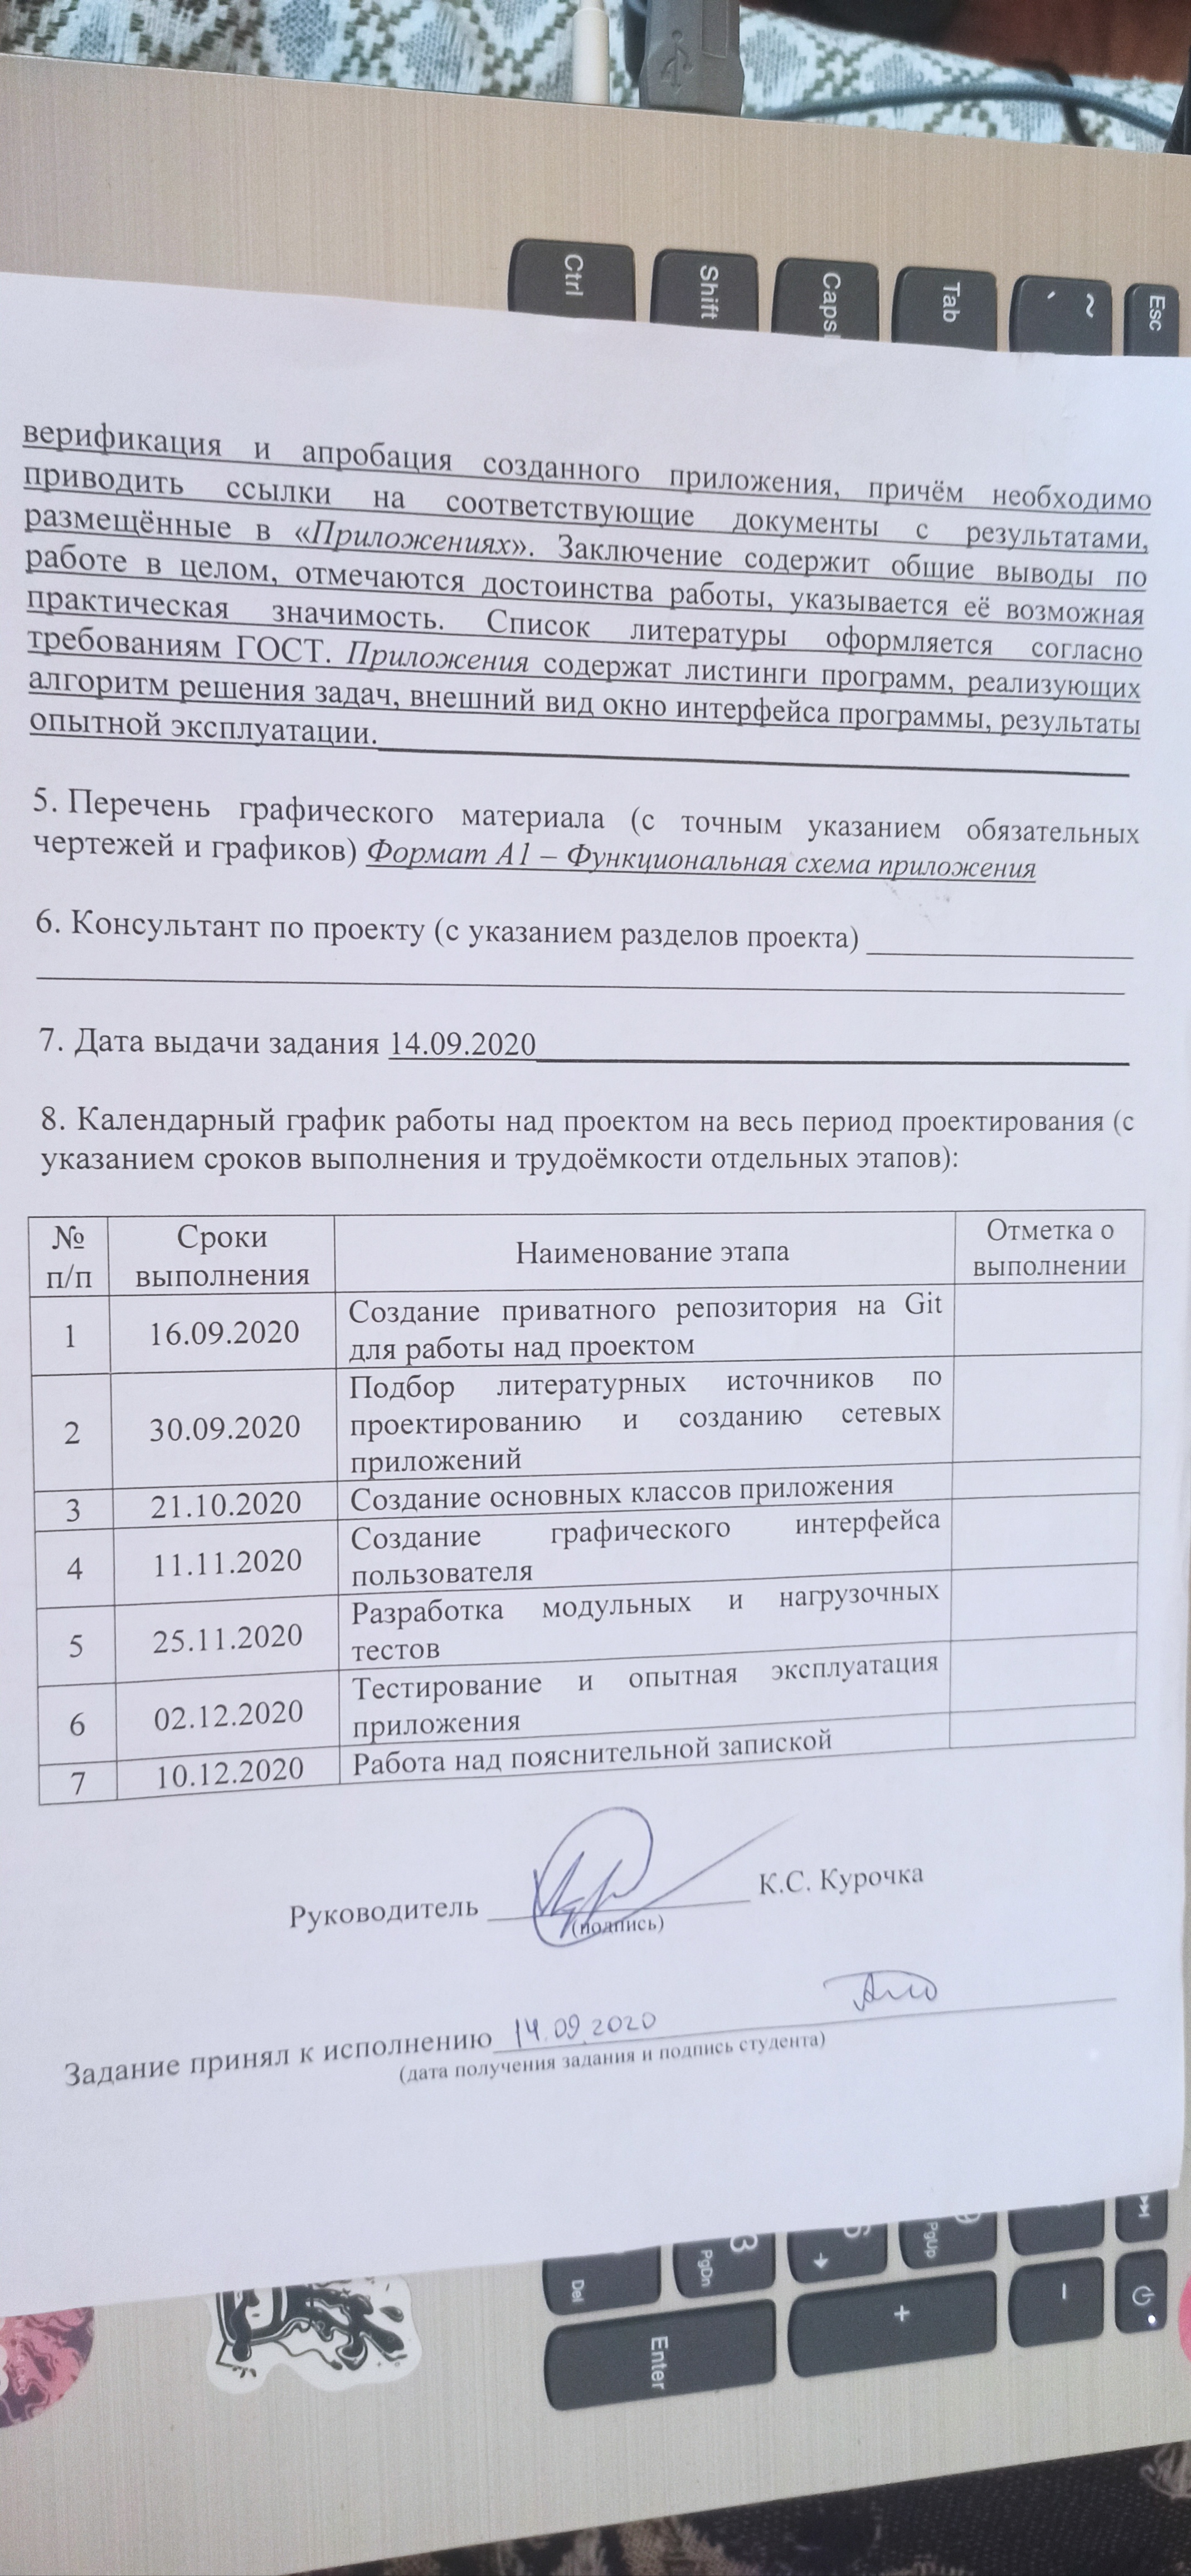 Ctrl
Shift
Caps
Tab
~
Esc
верификация и апробация созданного приложения, причём необходимо
приводить ссылки на соответствующие документы с результатами,
размещённые в «Приложениях». Заключение содержит общие выводы по
работе в целом, отмечаются достоинства работы, указывается её возможная
практическая значимость. Список литературы оформляется согласно
требованиям ГОСТ. Приложения содержат листинги программ, реализующих
алгоритм решения задач, внешний вид окно интерфейса программы, результаты
опытной эксплуатации.
5. Перечень графического материала (с точным указанием обязательных
чертежей и графиков) Формат А1 – Функциональная схема приложения
6. Консультант по проекту (с указанием разделов проекта)
7. Дата выдачи задания 14.09.2020
8. Календарный график работы над проектом на весь период проектирования (с
указанием сроков выполнения и трудоёмкости отдельных этапов):
№ п/п Сроки выполнения Наименование этапа Отметка о выполнении
1 16.09.2020 Создание приватного репозитория на Git
для работы над проектом
2 30.09.2020 Подбор литературных источников по
проектированию и созданию сетевых
приложений
3 21.10.2020 Создание основных классов приложения
4 11.11.2020 Создание графического интерфейса
пользователя
5 25.11.2020 Разработка модульных и нагрузочных
тестов
6 02.12.2020 Тестирование и опытная эксплуатация
приложения
7 10.12.2020 Работа над пояснительной запиской
Руководитель К.С. Курочка
(подпись)
Задание принял к исполнению 14.09.2020
(дата получения задания и подпись студента)
Del
3
PgDn
PgUp
Enter
+
-